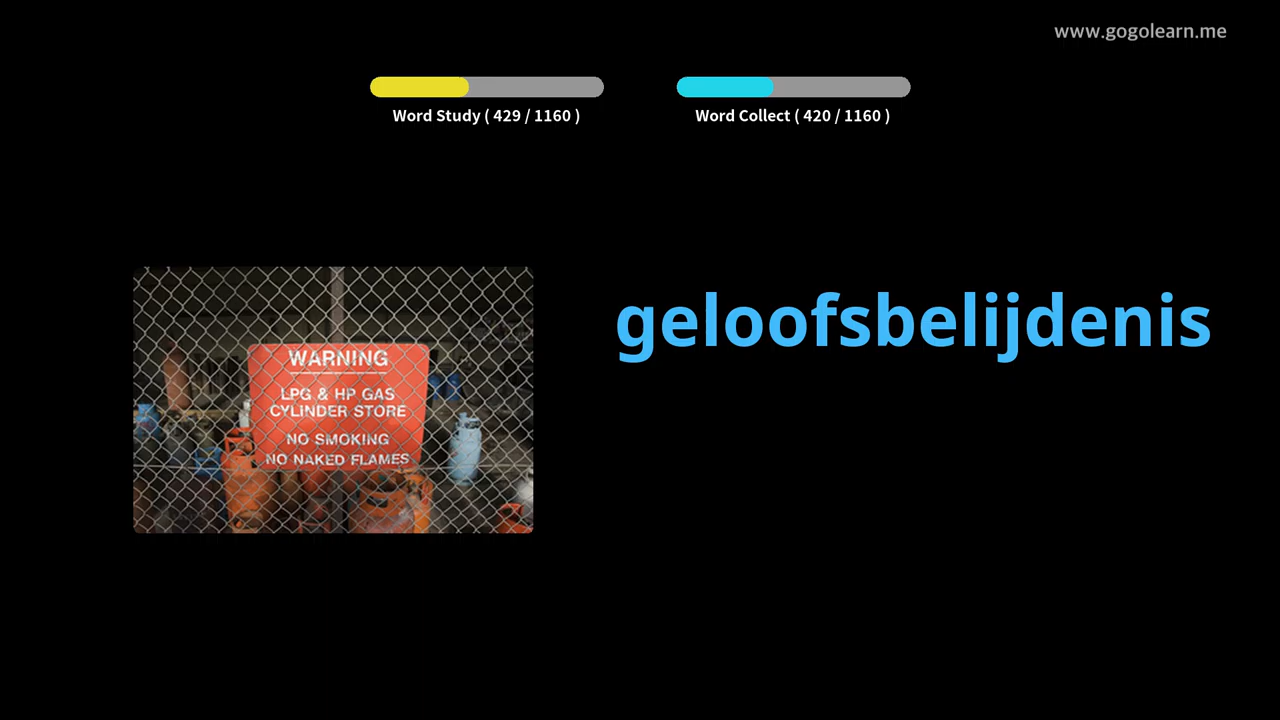 www.gogolearn.me
Word Study ( 429 / 1160 )
Word Collect ( 420 / 1160 )
geloofsbelijdenis
WARNING
LPG & HP GAS
CYLINDER STORE
NO SMOKING
NO NAKED FLAMES